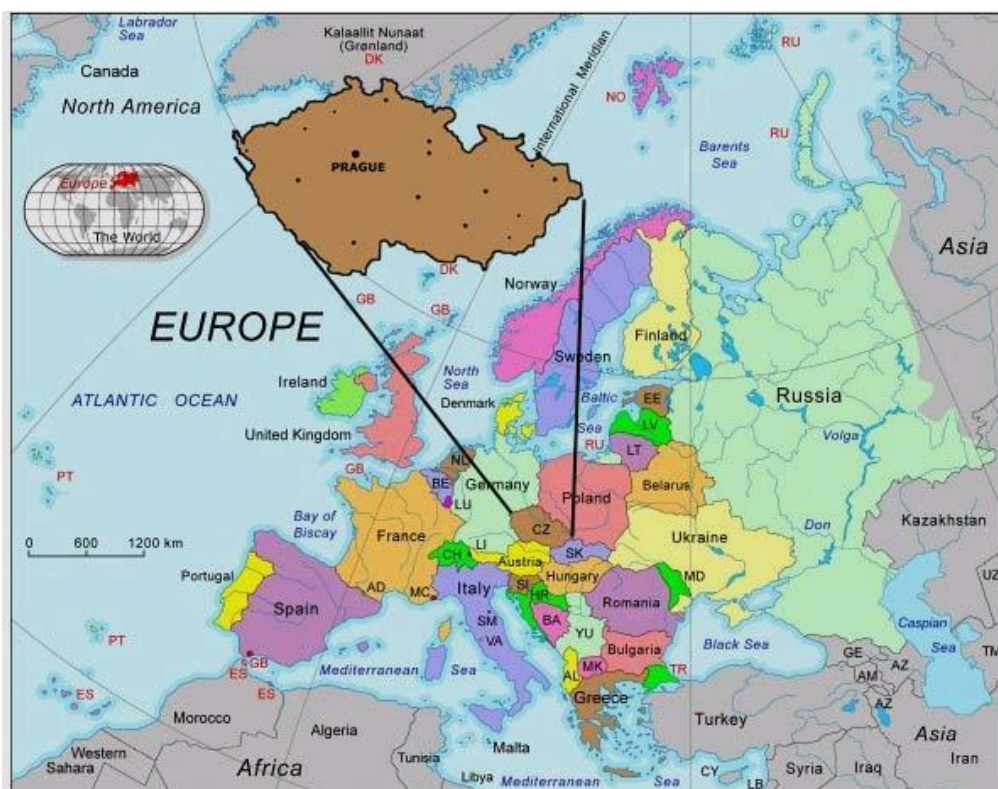 Labrador
Sea
Kalaallit Nunaat
(Grønland)
DK
Canada
North America
International Meridian
RU
NO
RU
Barents
Sea
PRAGUE
Europe
The World
Asia
DK
GB
GB
Norway
EUROPE
Finland
Sweden
North
Sea
Ireland
ATLANTIC OCEAN
Denmark
Baltic
Sea
EE
Russia
LV
United Kingdom
RU
LT
Volga
GB
NL
BE
Germany
Poland
Belarus
PT
LU
Bay of
Biscay
France
CZ
Don
Kazakhstan
0 600 1200 km
LI
CH
Austria
SK
Ukraine
Portugal
AD
MC
Italy
SI
HR
Hungary
MD
UZ
Spain
Romania
SM
BA
VA
YU
Caspian
Sea
PT
Bulgaria
Black Sea
GB
ES
Mediterranean Sea
MK
AL
TR
GE
AZ
TM
AM
ES
ES
Greece
AZ
Morocco
Turkey
Algeria
Asia
Western
Sahara
Africa
Tunisia
Malta
Libya
Mediterranean Sea
CY
LB
Syria
Iraq
Iran